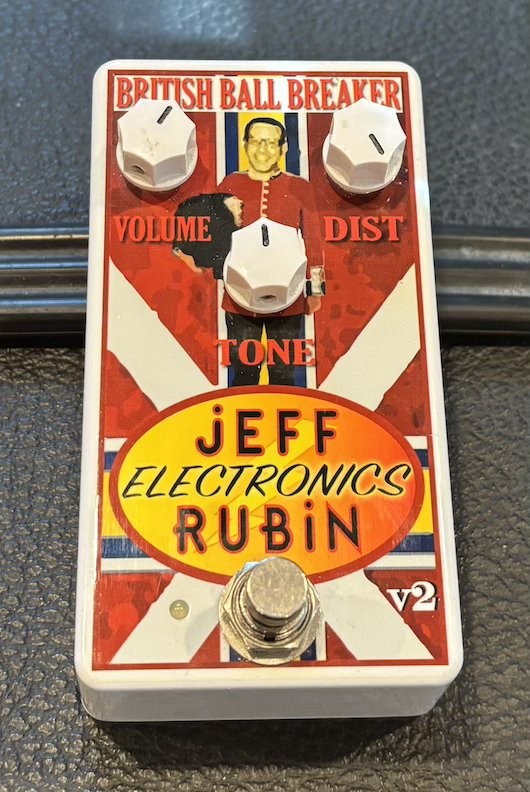 BRITISH BALL BREAKER
VOLUME DIST
TONE
jEFF
ELECTRONICS
RUBiN
v2